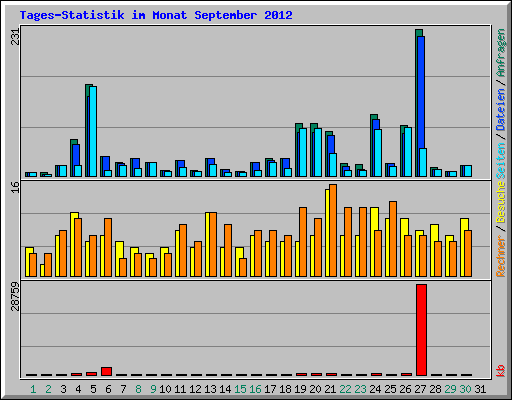 Tages-Statistik im Monat September 2012
231
16
28759
Rechner / Besuche Seiten / Dateien / Anfragen
kb
1 2 3 4 5 6 7 8 9 10 11 12 13 14 15 16 17 18 19 20 21 22 23 24 25 26 27 28 29 30 31